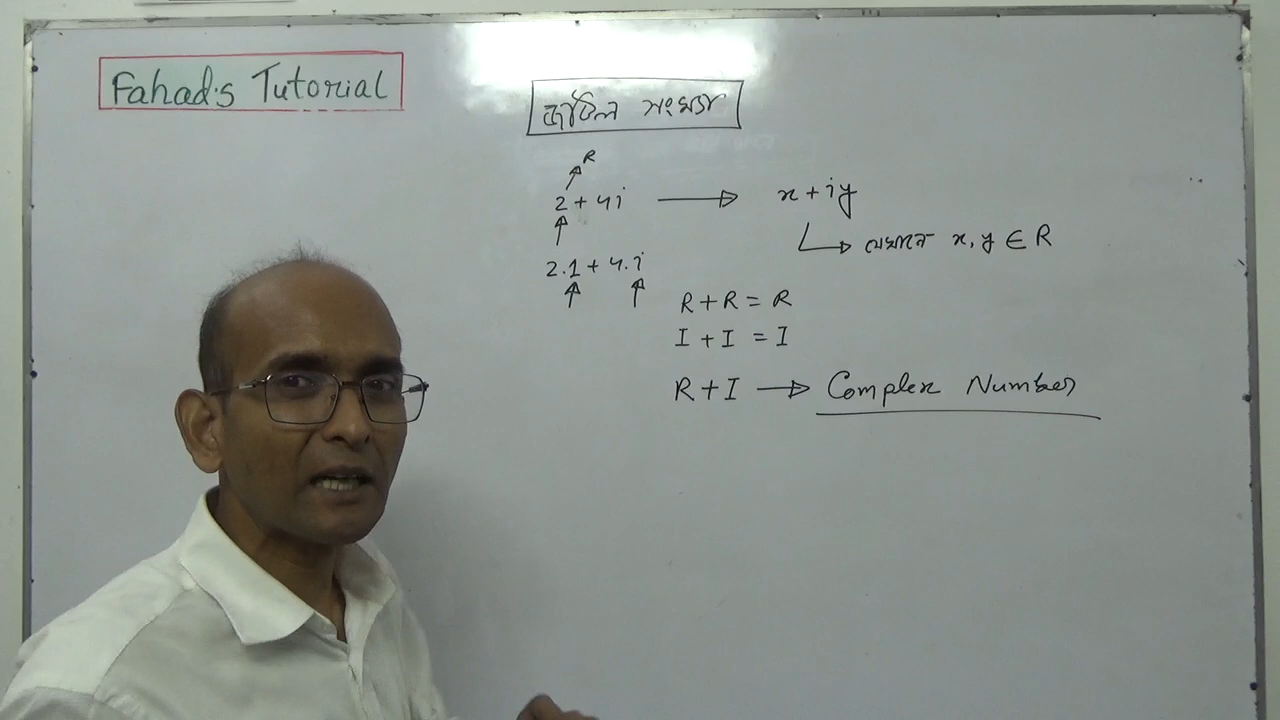 Fahad's Tutorial
জটিল সংখ্যা
R
2 + 4i → x + iy
যেখানে x, y ∈ R
2.1 + 4.i
R + R = R
I + I = I
R + I → Complex Number